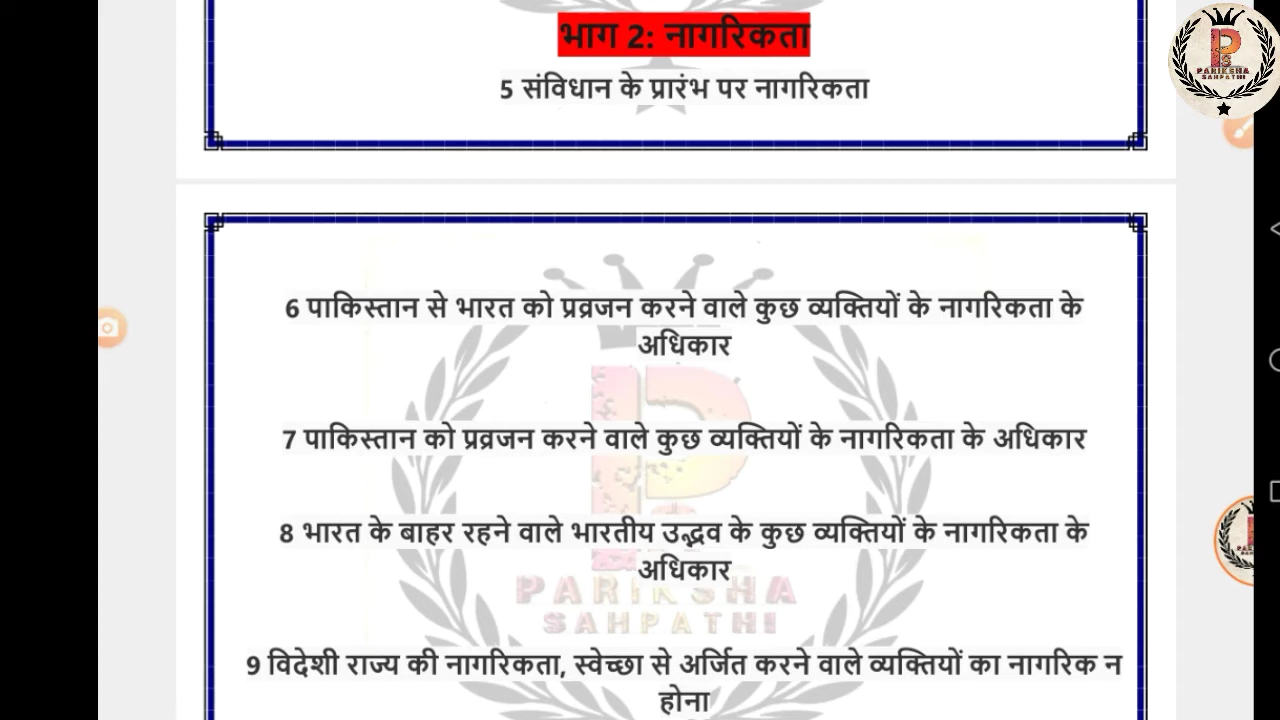 भाग 2: नागरिकता
5 संविधान के प्रारंभ पर नागरिकता
6 पाकिस्तान से भारत को प्रव्रजन करने वाले कुछ व्यक्तियों के नागरिकता के
अधिकार
7 पाकिस्तान को प्रव्रजन करने वाले कुछ व्यक्तियों के नागरिकता के अधिकार
8 भारत के बाहर रहने वाले भारतीय उद्भव के कुछ व्यक्तियों के नागरिकता के
अधिकार
PARIKSHA
SAHPATHI
9 विदेशी राज्य की नागरिकता, स्वेच्छा से अर्जित करने वाले व्यक्तियों का नागरिक न
होना
PARIKSHA
SAHPATHI